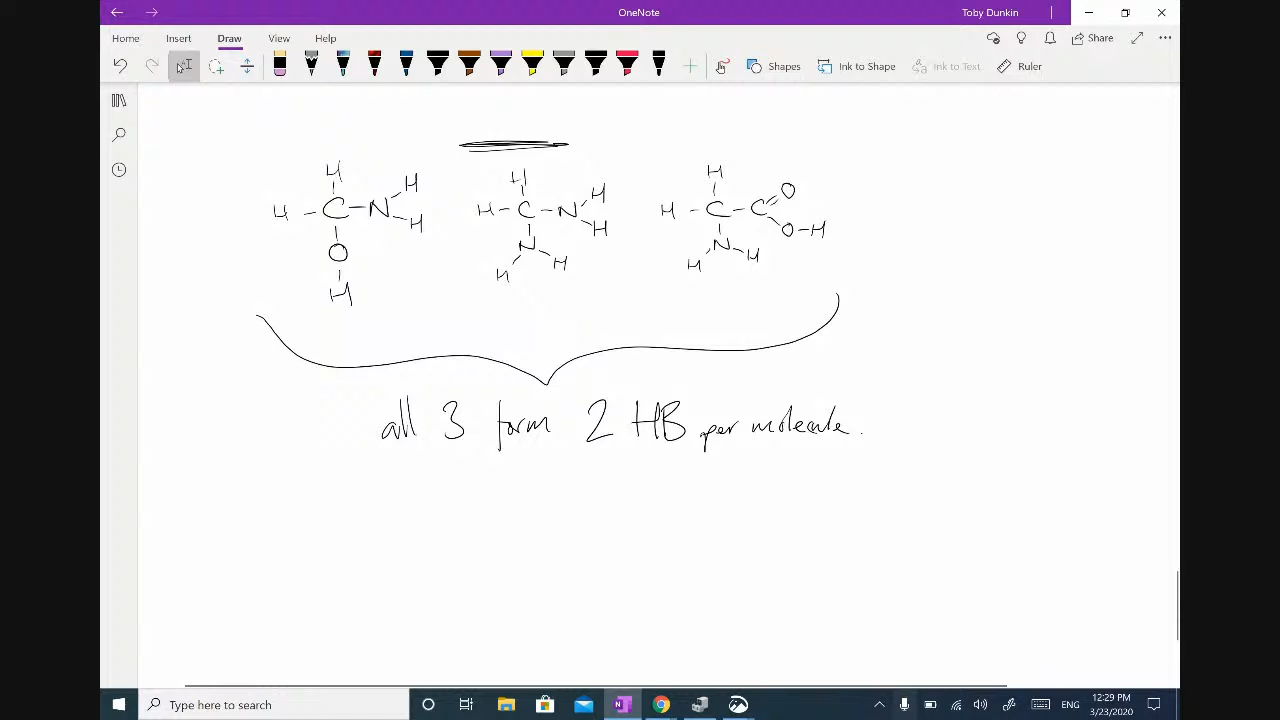 OneNote
Toby Dunkin
Home Insert Draw View Help Share
Shapes Ink to Shape Ink to Text Ruler
H H H
H - C - N H H
O
H
H - C - N H H
N
H H
H - C - C O
O - H
N
H H
all 3 form 2 HB per molecule.
Type here to search
ENG
12:29 PM
3/23/2020